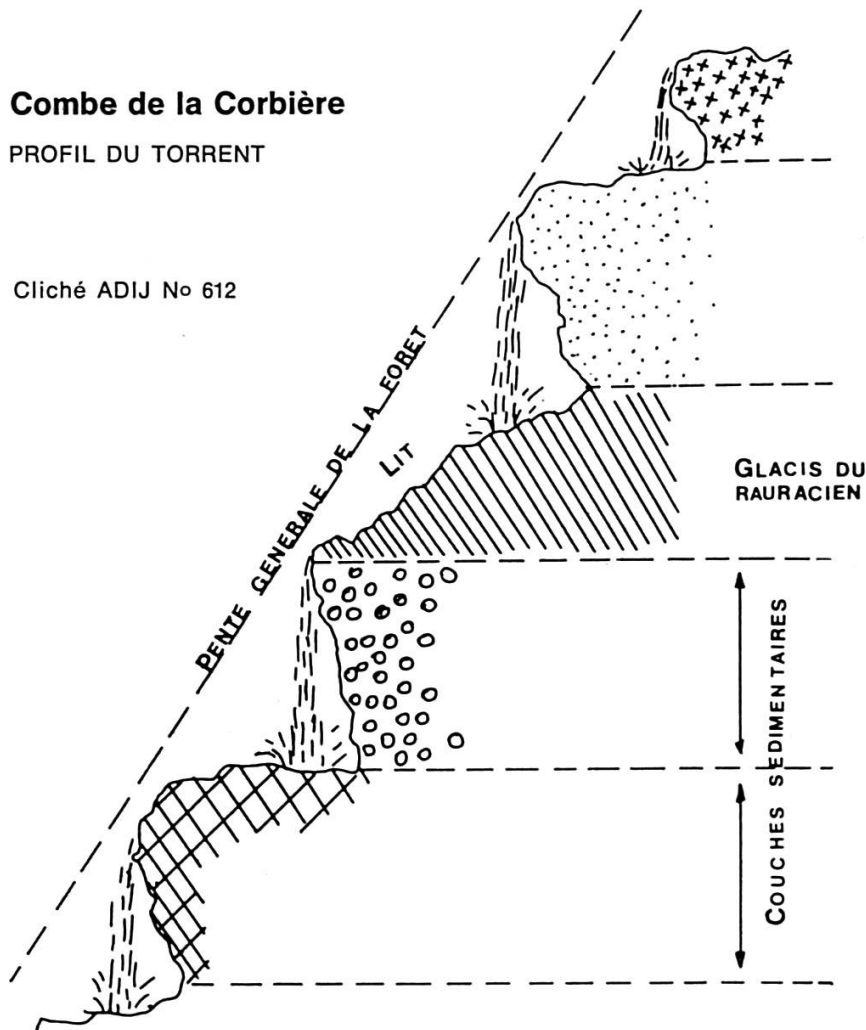 Combe de la Corbière
PROFIL DU TORRENT
Cliché ADIJ No 612
PENTE GENERALE DE LA FORET
LIT
GLACIS DU
RAURACIEN
COUCHES SEDIMENTAIRES